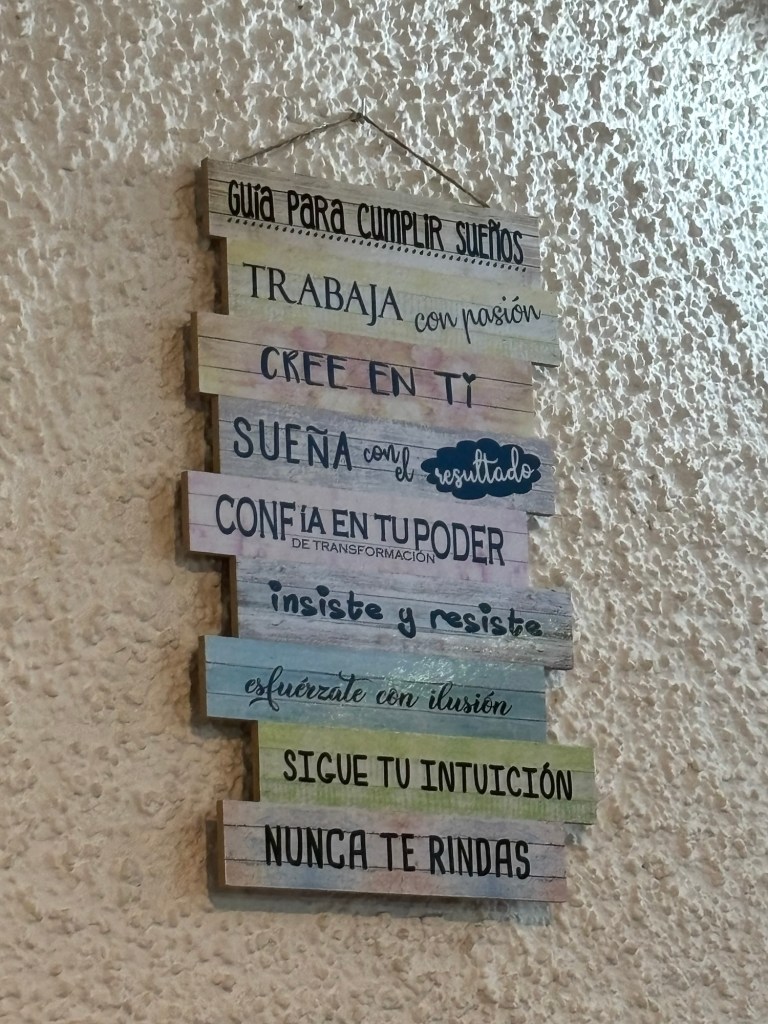 Guía para cumplir sueños
TRABAJA con pasión
CREE EN Ti
SUEÑA con el resultado
CONFíA EN TU PODER
DE TRANSFORMACIÓN
insiste y resiste
esfuérzate con ilusión
SIGUE TU INTUICIÓN
NUNCA TE RINDAS